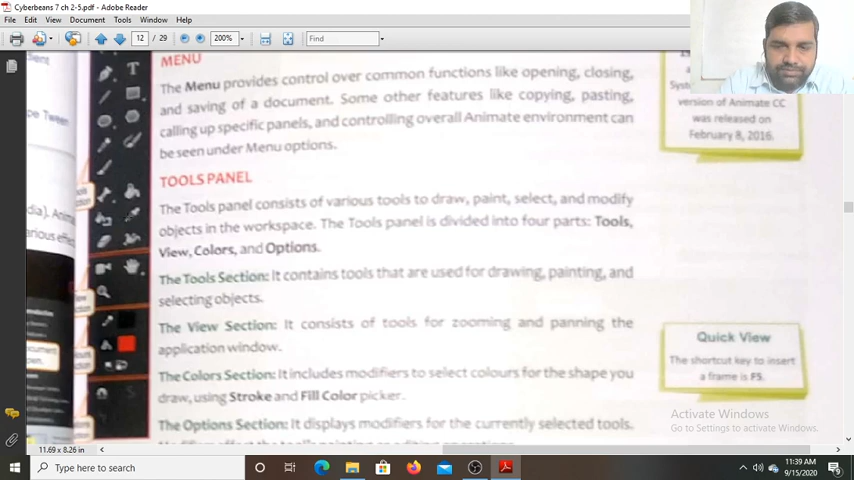 Cyberbeans 7 ch 2-5.pdf - Adobe Reader
File Edit View Document Tools Window Help
12 / 29 200% Find
MENU
The Menu provides control over common functions like opening, closing,
and saving of a document. Some other features like copying, pasting,
calling up specific panels, and controlling overall Animate environment can
be seen under Menu options.
version of Animate CC
was released on
February 8, 2016.
TOOLS PANEL
The Tools panel consists of various tools to draw, paint, select, and modify
objects in the workspace. The Tools panel is divided into four parts: Tools,
View, Colors, and Options.
The Tools Section: It contains tools that are used for drawing, painting, and
selecting objects.
The View Section: It consists of tools for zooming and panning the
application window.
The Colors Section: It includes modifiers to select colours for the shape you
draw, using Stroke and Fill Color picker.
The Options Section: It displays modifiers for the currently selected tools.
Quick View
The shortcut key to insert
a frame is F5.
Activate Windows
Go to Settings to activate Windows.
11.69 x 8.26 in
Type here to search
11:39 AM
9/15/2020